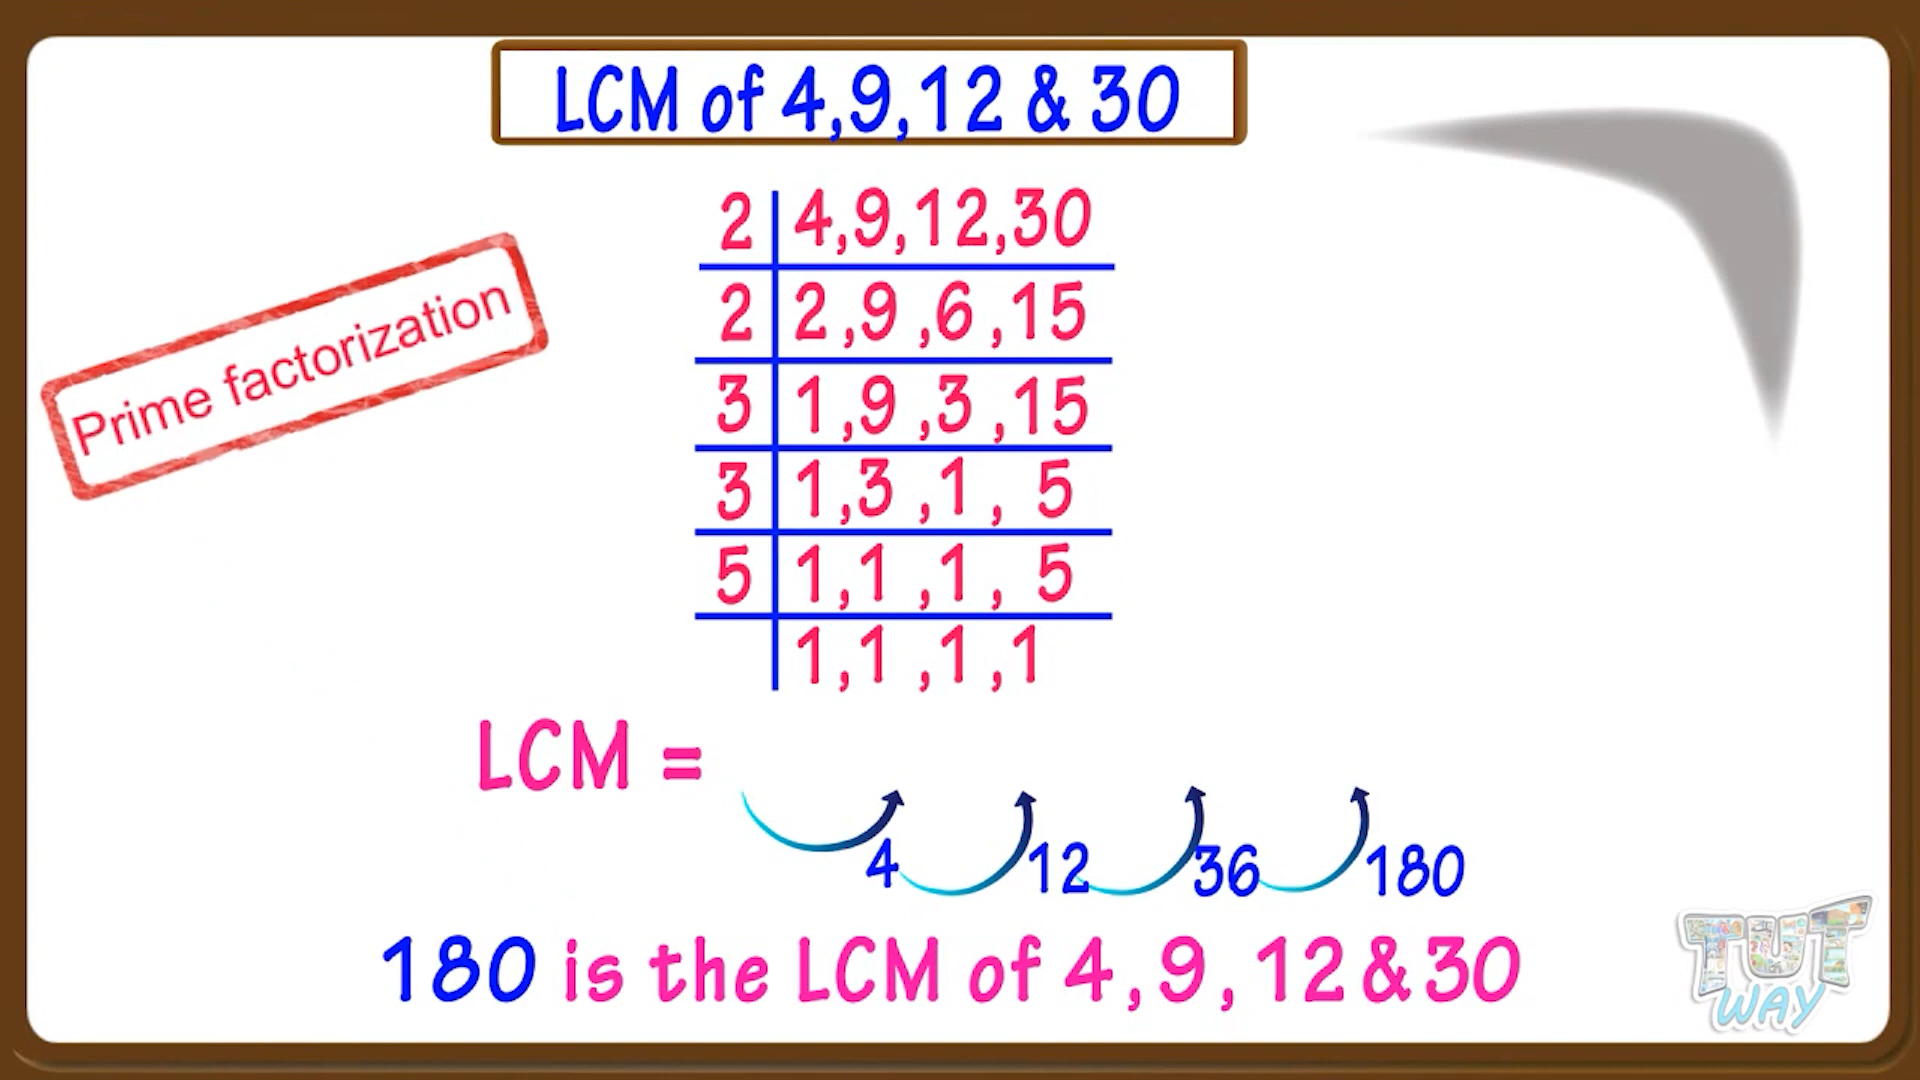 LCM of 4,9,12 & 30
Prime factorization
2 4,9,12,30
2 2,9,6,15
3 1,9,3,15
3 1,3,1,5
5 1,1,1,5
1,1,1,1
LCM =
4 12 36 180
180 is the LCM of 4, 9, 12 & 30
TUT
WAY